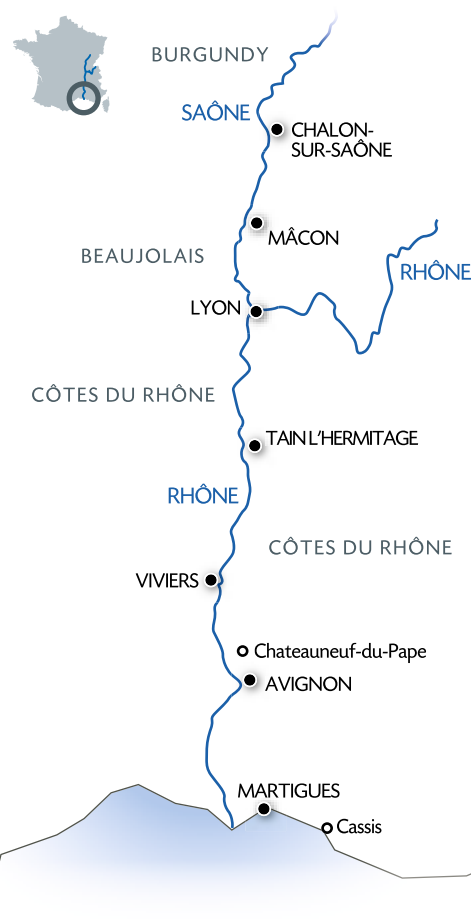 BURGUNDY
SAÔNE
CHALON-
SUR-SAÔNE
MÂCON
BEAUJOLAIS
RHÔNE
LYON
CÔTES DU RHÔNE
TAIN L'HERMITAGE
RHÔNE
CÔTES DU RHÔNE
VIVIERS
Chateauneuf-du-Pape
AVIGNON
MARTIGUES
Cassis